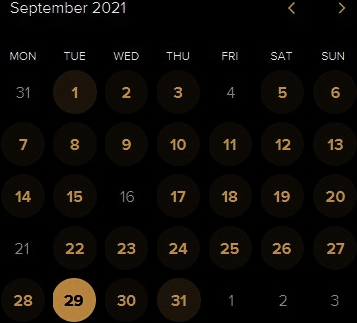 September 2021
MON TUE WED THU FRI SAT SUN
31 1 2 3 4 5 6
7 8 9 10 11 12 13
14 15 16 17 18 19 20
21 22 23 24 25 26 27
28 29 30 31 1 2 3